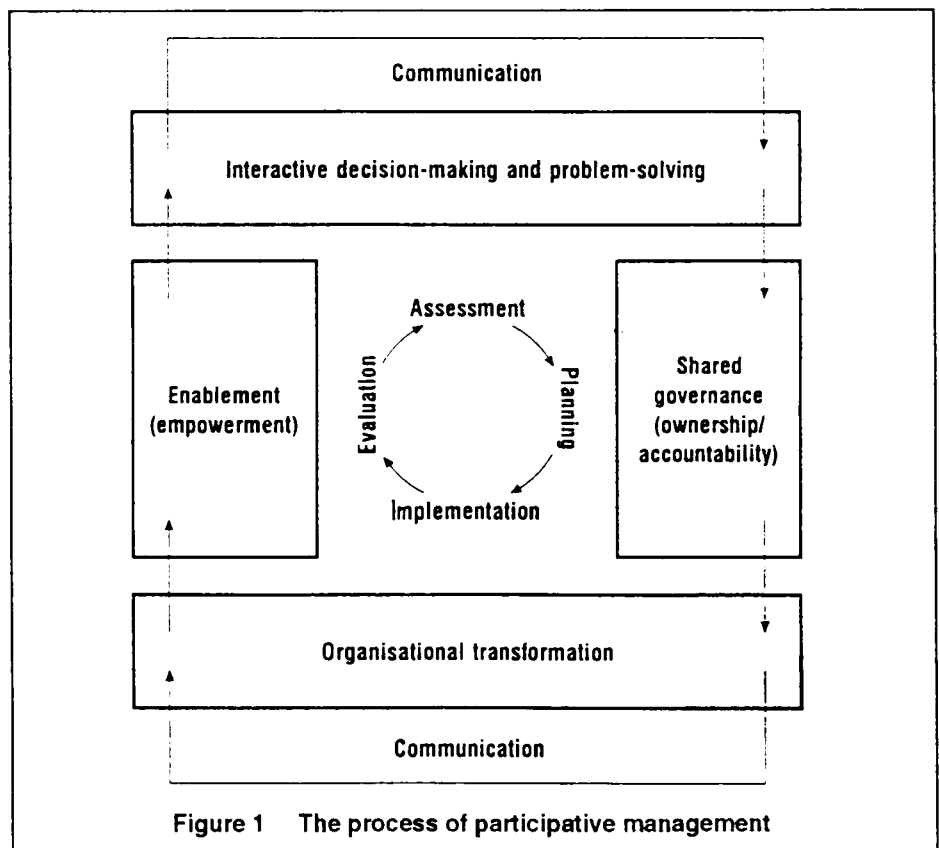 Communication
Interactive decision-making and problem-solving
Assessment
Planning
Evaluation
Implementation
Enablement
(empowerment)
Shared
governance
(ownership/
accountability)
Organisational transformation
Communication
Figure 1 The process of participative management